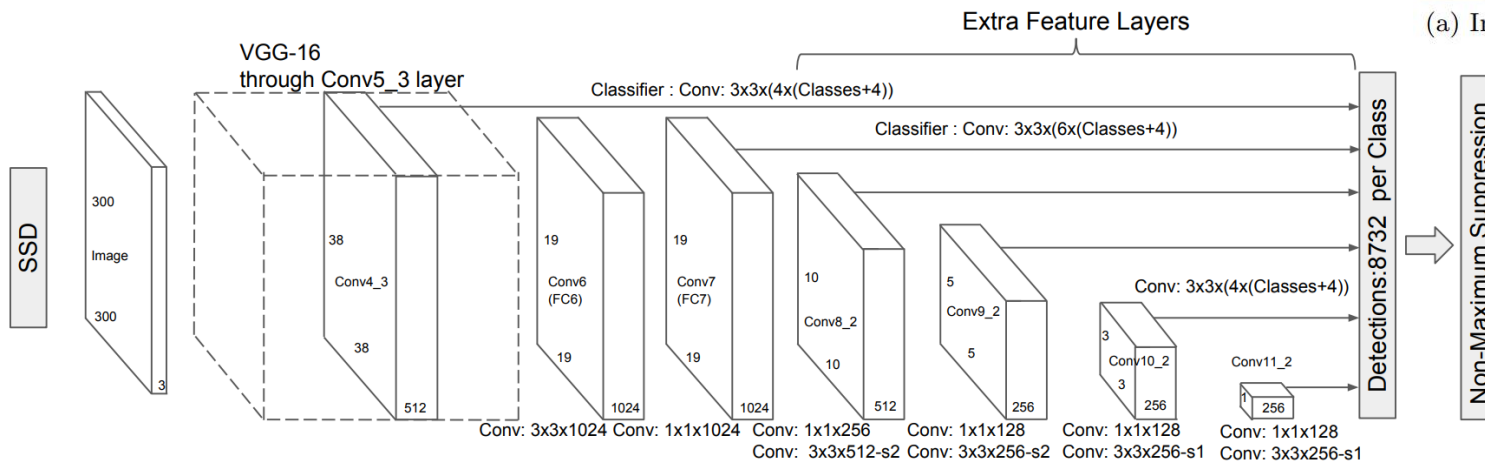 Extra Feature Layers
(a)
VGG-16
through Conv5_3 layer
Classifier : Conv: 3x3x(4x(Classes+4))
Classifier : Conv: 3x3x(6x(Classes+4))
SSD
300
Image
300
3
38
Conv4_3
38
512
19
Conv6
(FC6)
19
1024
19
Conv7
(FC7)
19
1024
10
Conv8_2
10
512
5
Conv9_2
5
256
Conv: 3x3x(4x(Classes+4))
3
Conv10_2
3
256
Conv11_2
1
256
Detections:8732 per Class
Non-Maximum Suppression
Conv: 3x3x1024
Conv: 1x1x1024
Conv: 1x1x256
Conv: 3x3x512-s2
Conv: 1x1x128
Conv: 3x3x256-s2
Conv: 1x1x128
Conv: 3x3x256-s1
Conv: 1x1x128
Conv: 3x3x256-s1